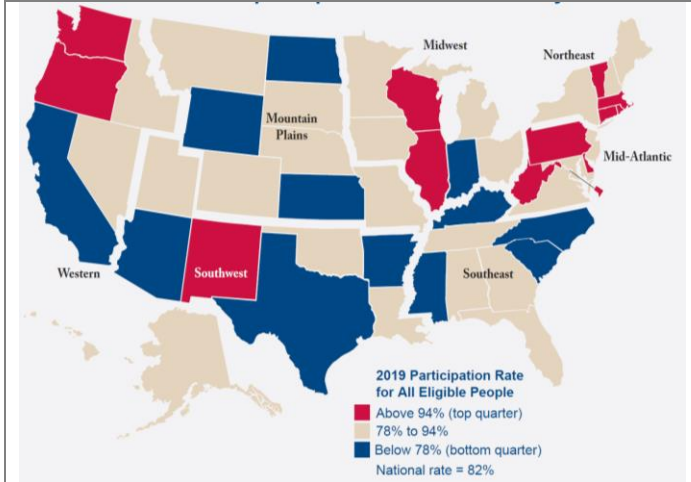 Midwest
Northeast
Mountain
Plains
Mid-Atlantic
Western
Southwest
Southeast
2019 Participation Rate
for All Eligible People
Above 94% (top quarter)
78% to 94%
Below 78% (bottom quarter)
National rate = 82%